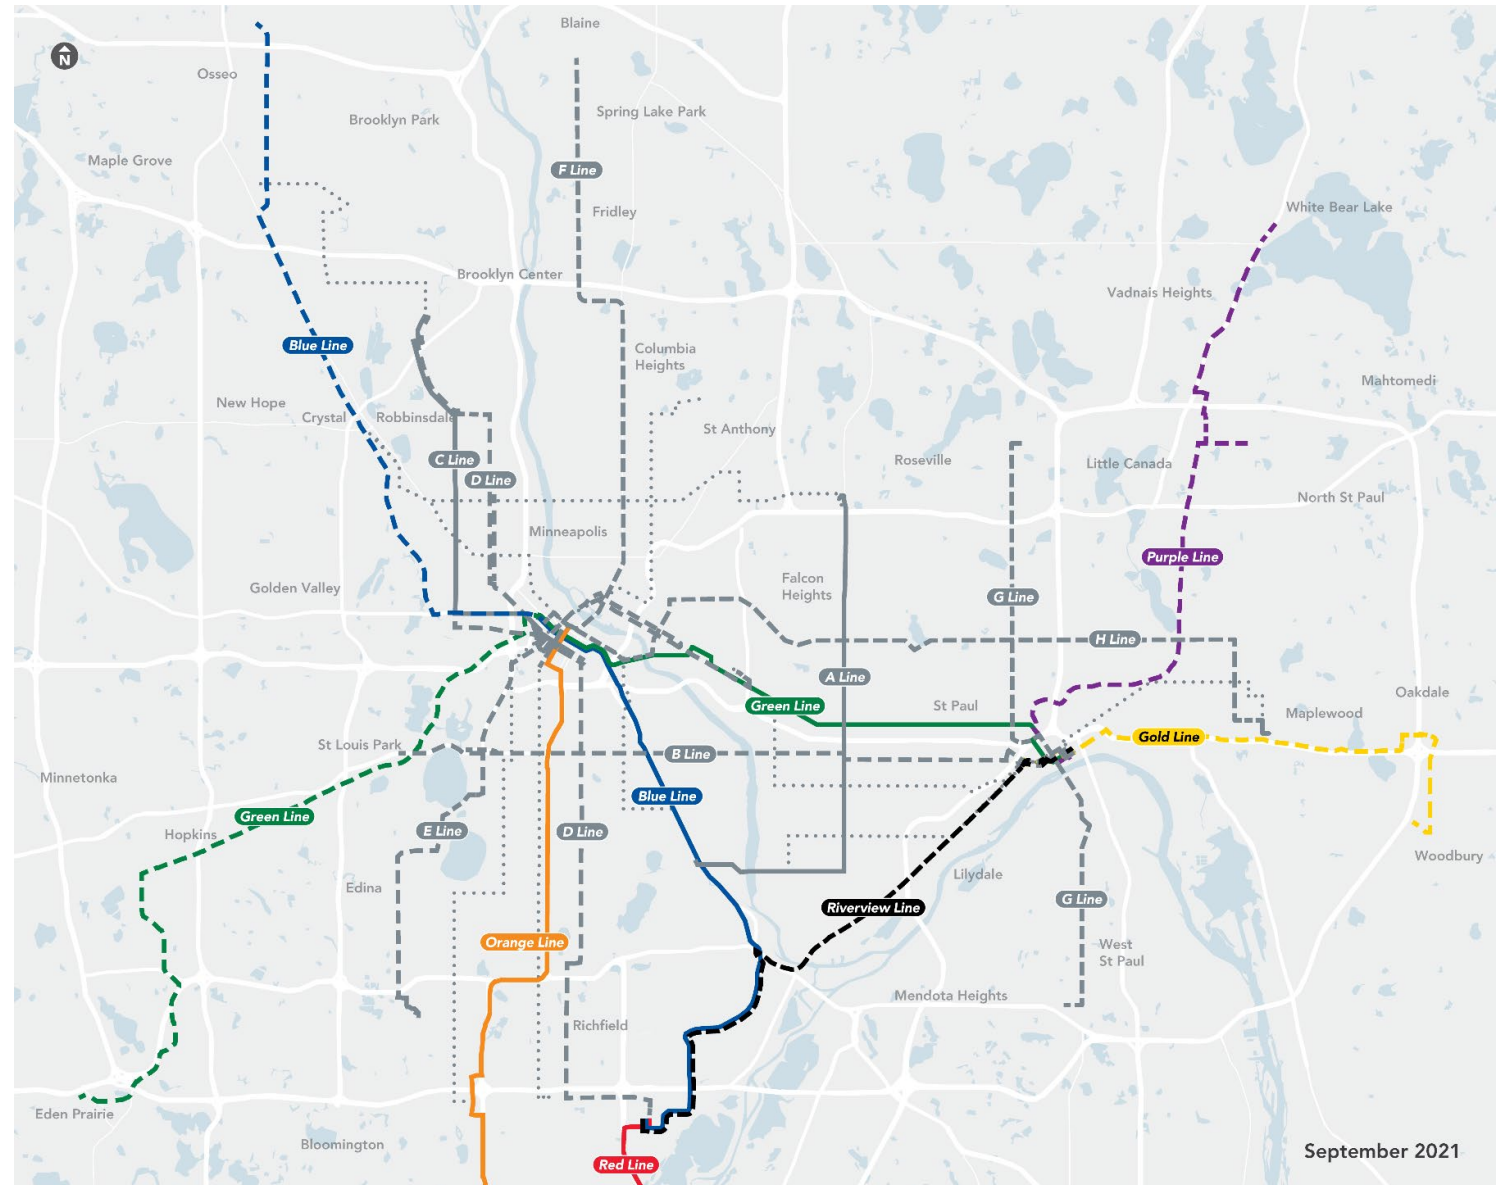 Blaine
N
Osseo
Spring Lake Park
Brooklyn Park
Maple Grove
F Line
White Bear Lake
Fridley
Brooklyn Center
Vadnais Heights
Blue Line
Columbia
Heights
Mahtomedi
New Hope
Crystal
Robbinsdale
St Anthony
C Line
Roseville
Little Canada
D Line
North St Paul
Minneapolis
Purple Line
Golden Valley
Falcon
Heights
G Line
H Line
A Line
Oakdale
Green Line
St Paul
Maplewood
Gold Line
St Louis Park
B Line
Minnetonka
Blue Line
Green Line
Hopkins
E Line
D Line
Woodbury
Lilydale
Edina
G Line
Riverview Line
Orange Line
West
St Paul
Mendota Heights
Richfield
Eden Prairie
Bloomington
September 2021
Red Line